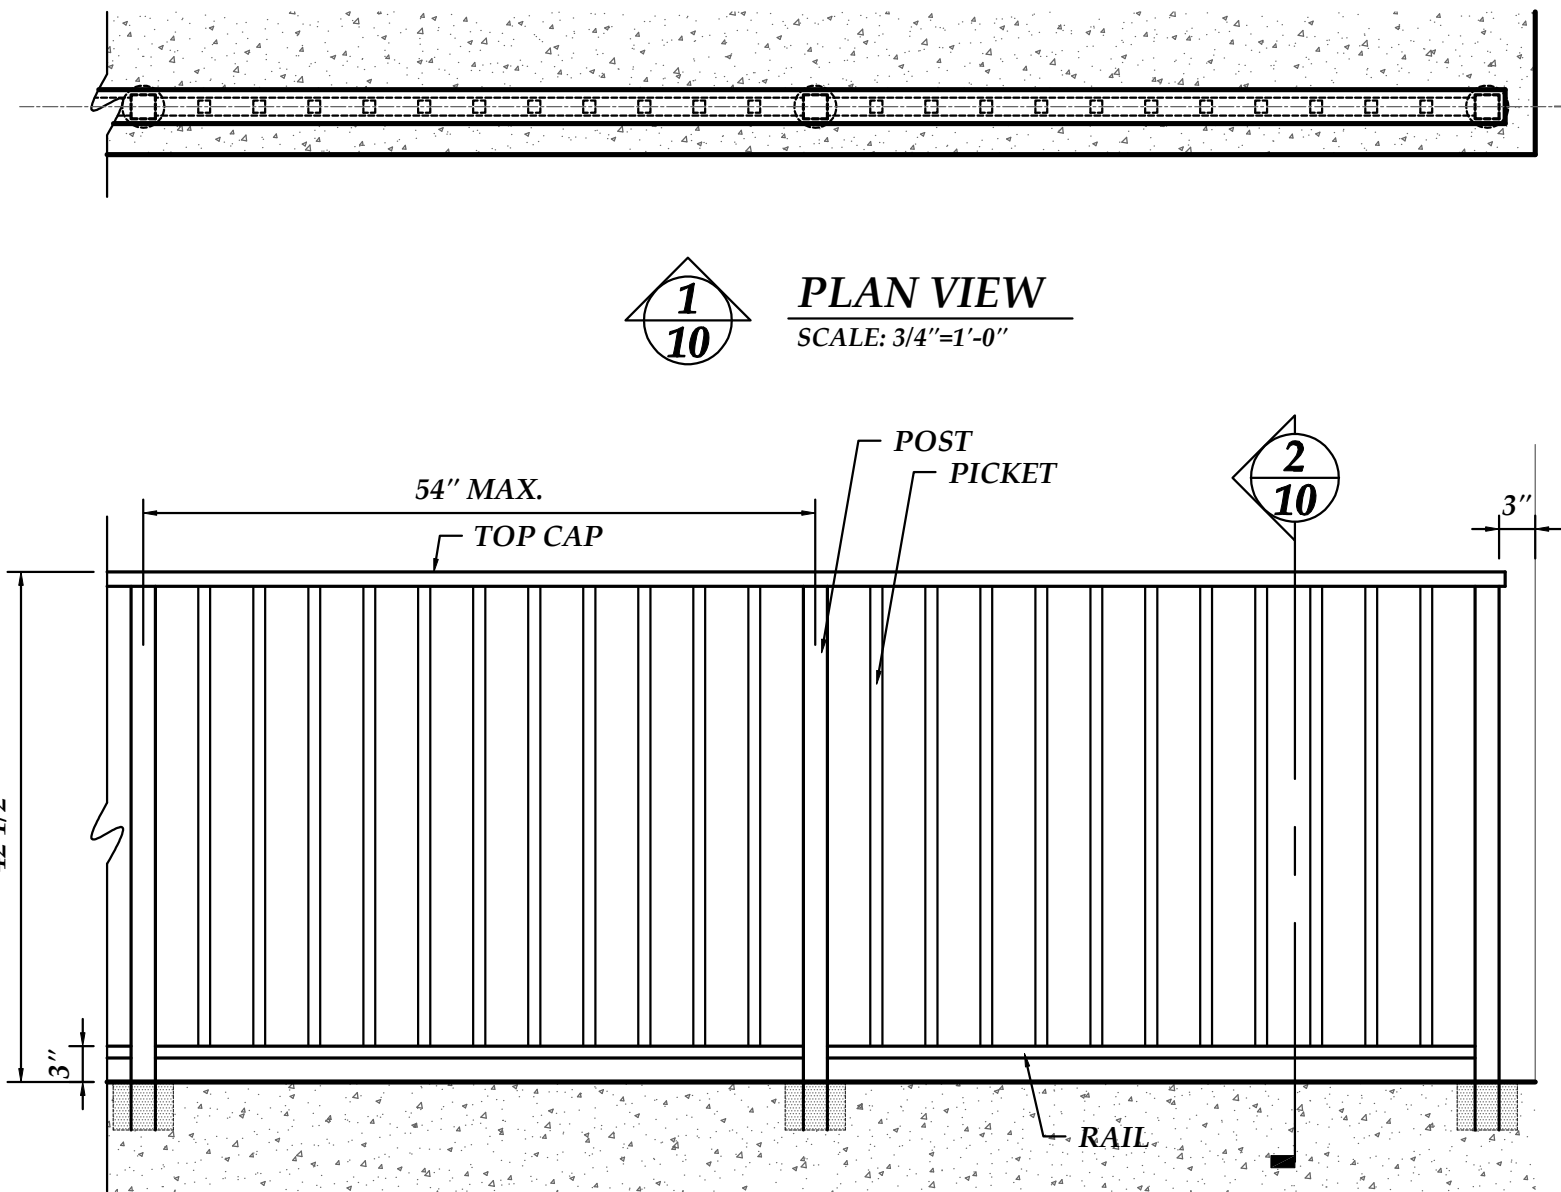 1
10
PLAN VIEW
SCALE: 3/4"=1'-0"
POST
PICKET
2
10
54" MAX.
3"
TOP CAP
3"
RAIL